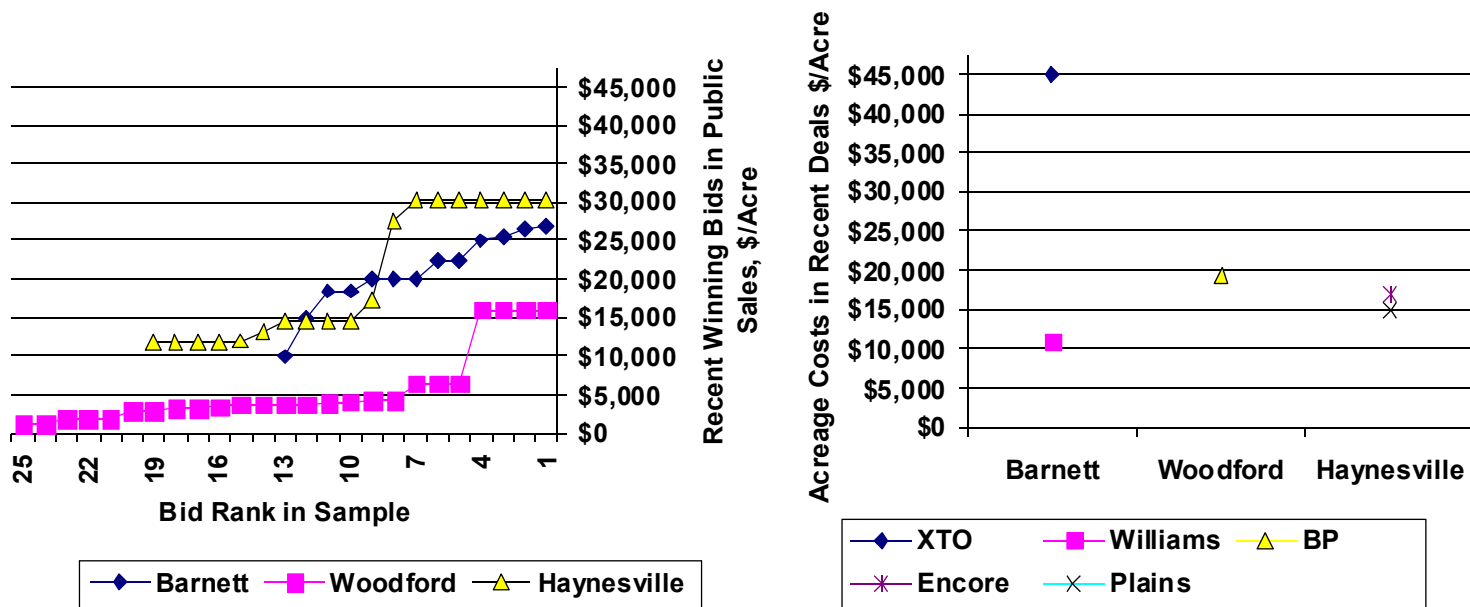 $45,000
$40,000
$35,000
$30,000
$25,000
$20,000
$15,000
$10,000
$5,000
$0
Recent Winning Bids in Public
Sales, $/Acre
25
22
19
16
13
10
7
4
1
Bid Rank in Sample
Barnett
Woodford
Haynesville
Acreage Costs in Recent Deals $/Acre
$45,000
$40,000
$35,000
$30,000
$25,000
$20,000
$15,000
$10,000
$5,000
$0
Barnett
Woodford
Haynesville
XTO
Williams
BP
Encore
Plains